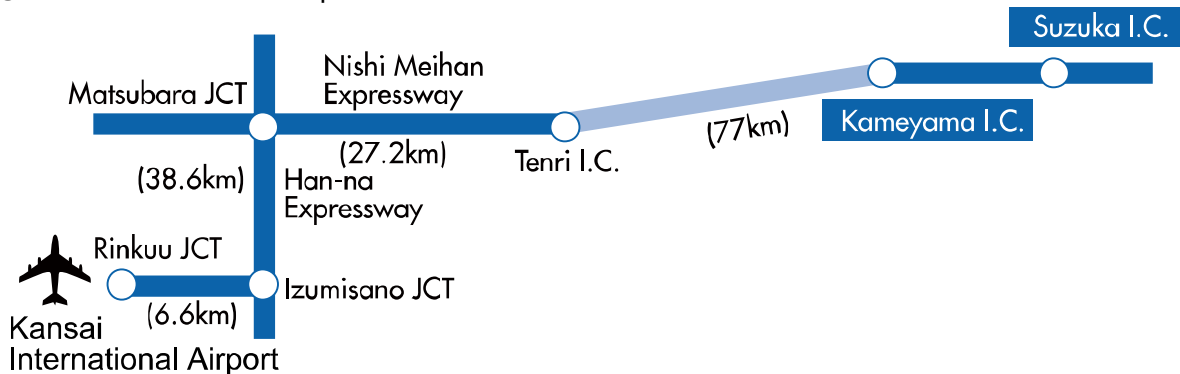 Suzuka I.C.
Nishi Meihan
Expressway
Matsubara JCT
Kameyama I.C.
(77km)
(27.2km)
Tenri I.C.
(38.6km)
Han-na
Expressway
Rinkuu JCT
Izumisano JCT
(6.6km)
Kansai
International Airport